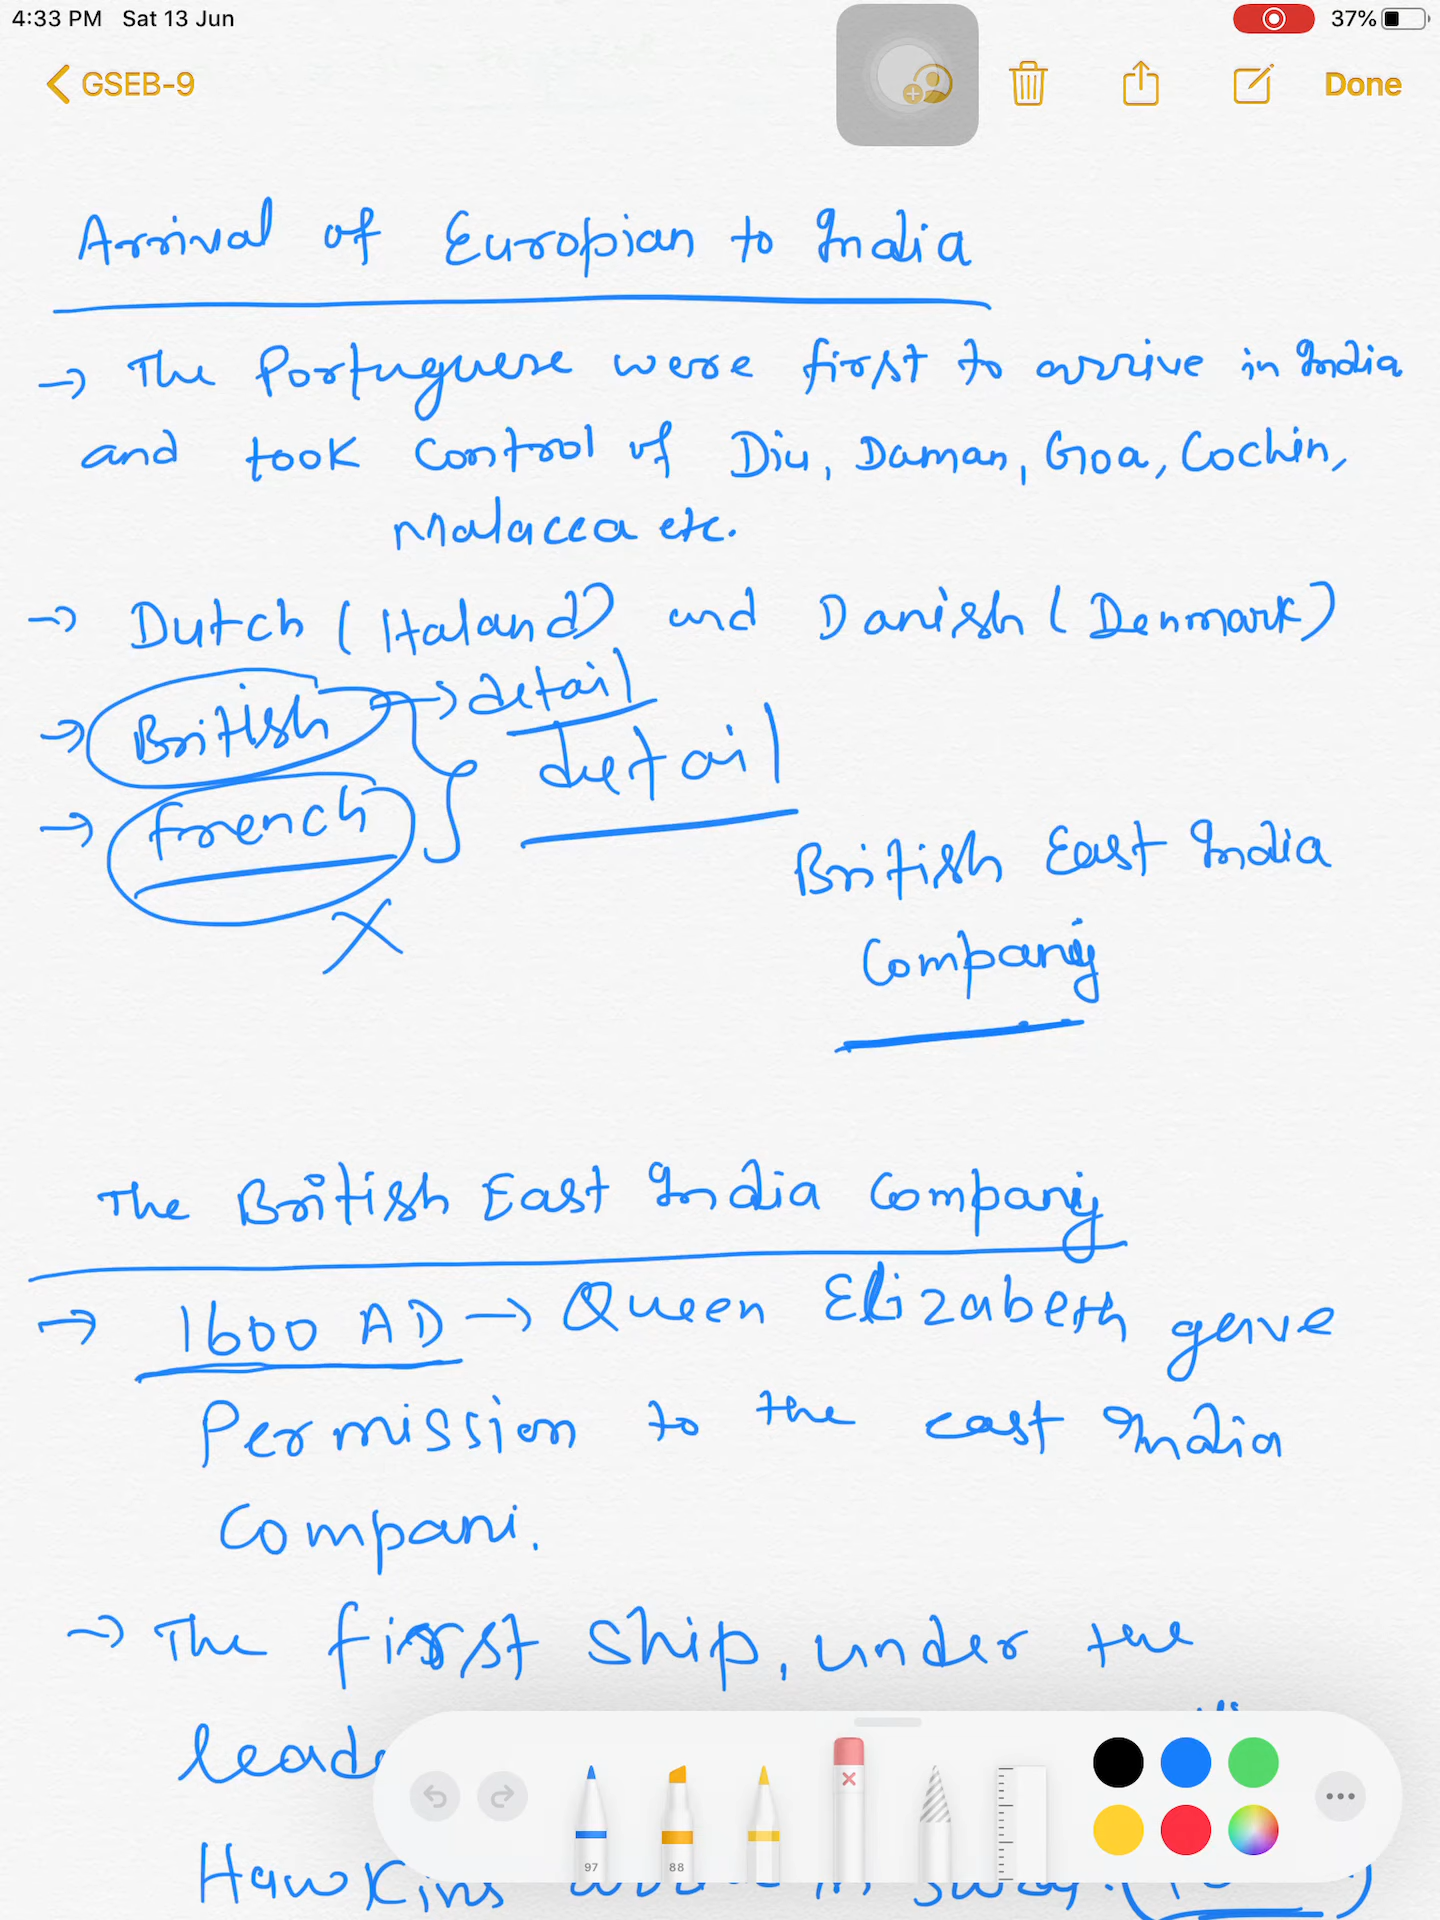 4:33 PM Sat 13 Jun
37%
GSEB-9
Done
Arrival of Europian to India
→ The Portuguese were first to arrive in India
and took control of Diu, Daman, Goa, Cochin,
Malacca etc.
→ Dutch (Haland) and Danish (Denmark)
→ British → detail
detail
→ french
X
British East India
Company
The British East India Company
→ 1600 AD → Queen Elizabeth gave
Permission to the east India
Compani.
→ The first ship, under the
leade
Hawkins
97
88